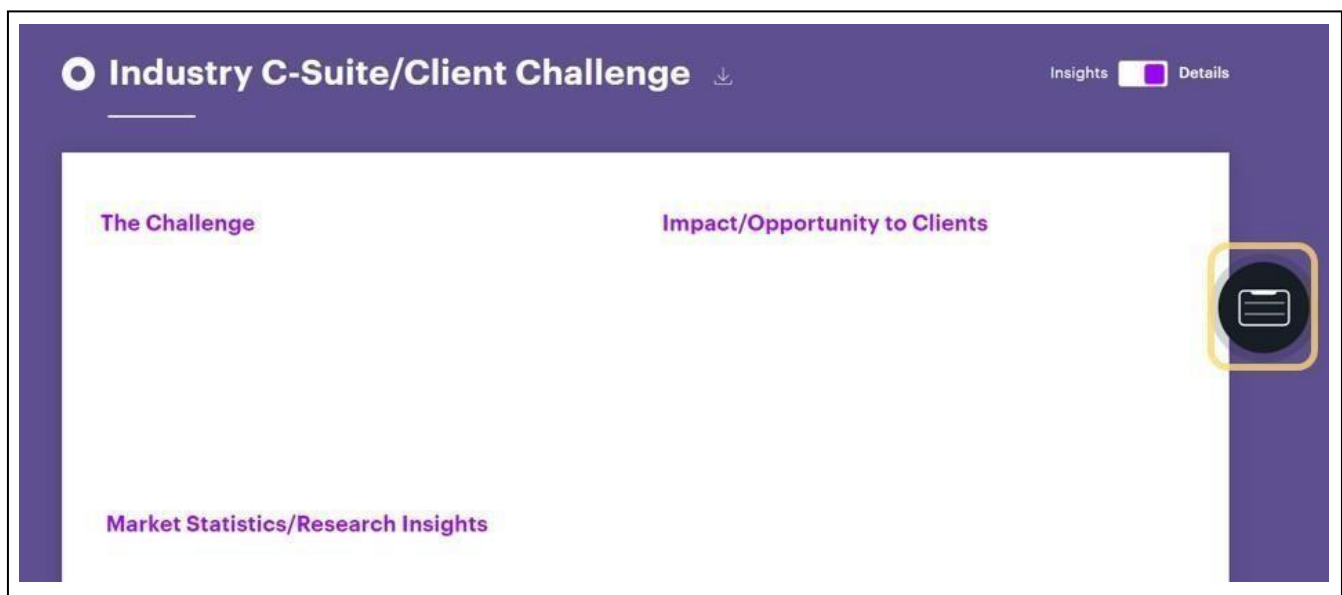 Industry C-Suite/Client Challenge
Insights Details
The Challenge
Impact/Opportunity to Clients
Market Statistics/Research Insights